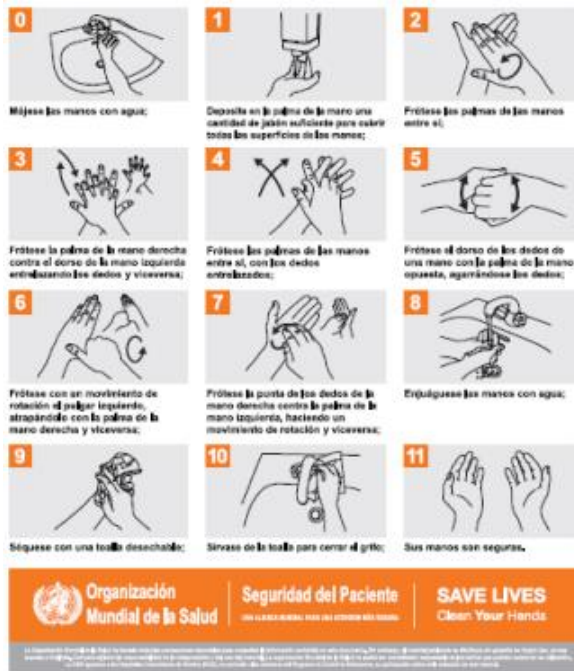 0
Mójese las manos con agua;
1
Deposite en la palma de la mano una
cantidad de jabón suficiente para cubrir
todas las superficies de las manos;
2
Frótese las palmas de las manos
entre sí;
3
Frótese la palma de la mano derecha
contra el dorso de la mano izquierda
entrelazando los dedos y viceversa;
4
Frótese las palmas de las manos
entre sí, con los dedos
entrelazados;
5
Frótese el dorso de los dedos de
una mano con la palma de la mano
opuesta, agarrándose los dedos;
6
Frótese con un movimiento de
rotación el pulgar izquierdo,
atrapándolo con la palma de la
mano derecha y viceversa;
7
Frótese la punta de los dedos de la
mano derecha contra la palma de la
mano izquierda, haciendo un
movimiento de rotación y viceversa;
8
Enjuáguese las manos con agua;
9
Séquese con una toalla desechable;
10
Sírvase de la toalla para cerrar el grifo;
11
Sus manos son seguras.
Organización
Mundial de la Salud
Seguridad del Paciente
UNA ALIANZA MUNDIAL PARA UNA ATENCIÓN MÁS SEGURA
SAVE LIVES
Clean Your Hands